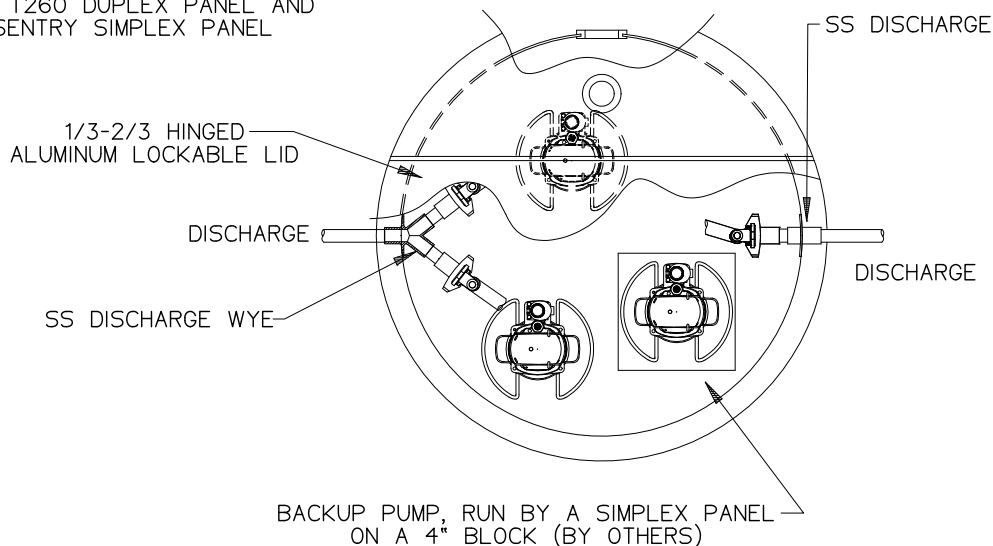 T260 DUPLEX PANEL AND
SENTRY SIMPLEX PANEL
SS DISCHARGE
1/3-2/3 HINGED
ALUMINUM LOCKABLE LID
DISCHARGE
DISCHARGE
SS DISCHARGE WYE
BACKUP PUMP, RUN BY A SIMPLEX PANEL
ON A 4" BLOCK (BY OTHERS)